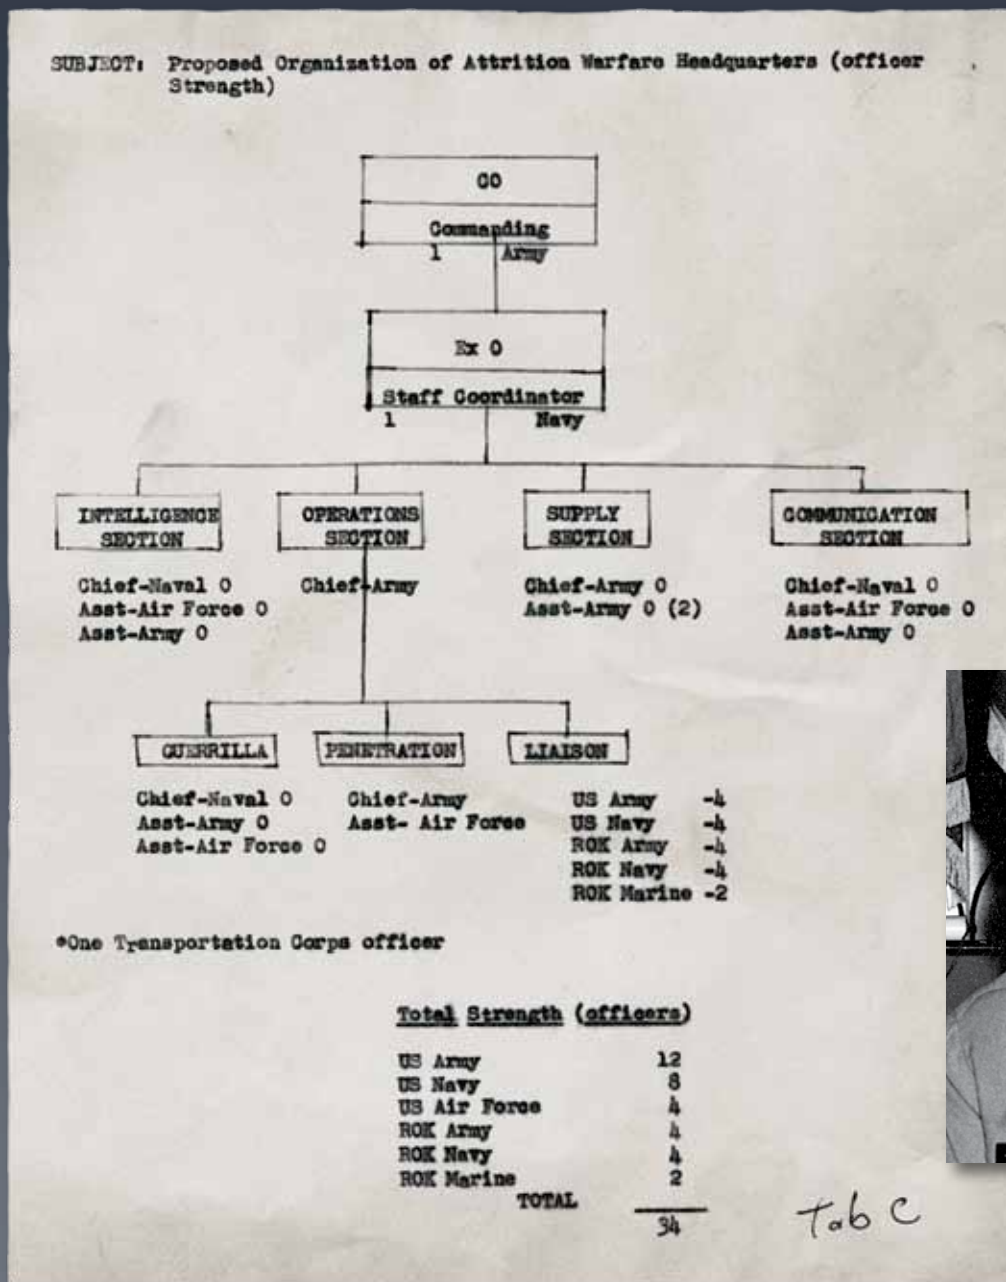 SUBJECT: Proposed Organization of Attrition Warfare Headquarters (officer
Strength)
CO
Commanding
1 Army
Ex O
Staff Coordinator
1 Navy
INTELLIGENCE
SECTION
Chief-Naval O
Asst-Air Force O
Asst-Army O
OPERATIONS
SECTION
Chief-Army
SUPPLY
SECTION
Chief-Army O
Asst-Army O (2)
COMMUNICATION
SECTION
Chief-Naval O
Asst-Air Force O
Asst-Army O
GUERRILLA
Chief-Naval O
Asst-Army O
Asst-Air Force O
PENETRATION
Chief-Army
Asst- Air Force
LIAISON
US Army -4
US Navy -4
ROK Army -4
ROK Navy -4
ROK Marine -2
*One Transportation Corps officer
Total Strength (officers)
US Army 12
US Navy 8
US Air Force 4
ROK Army 4
ROK Navy 4
ROK Marine 2
TOTAL
34
Tab C